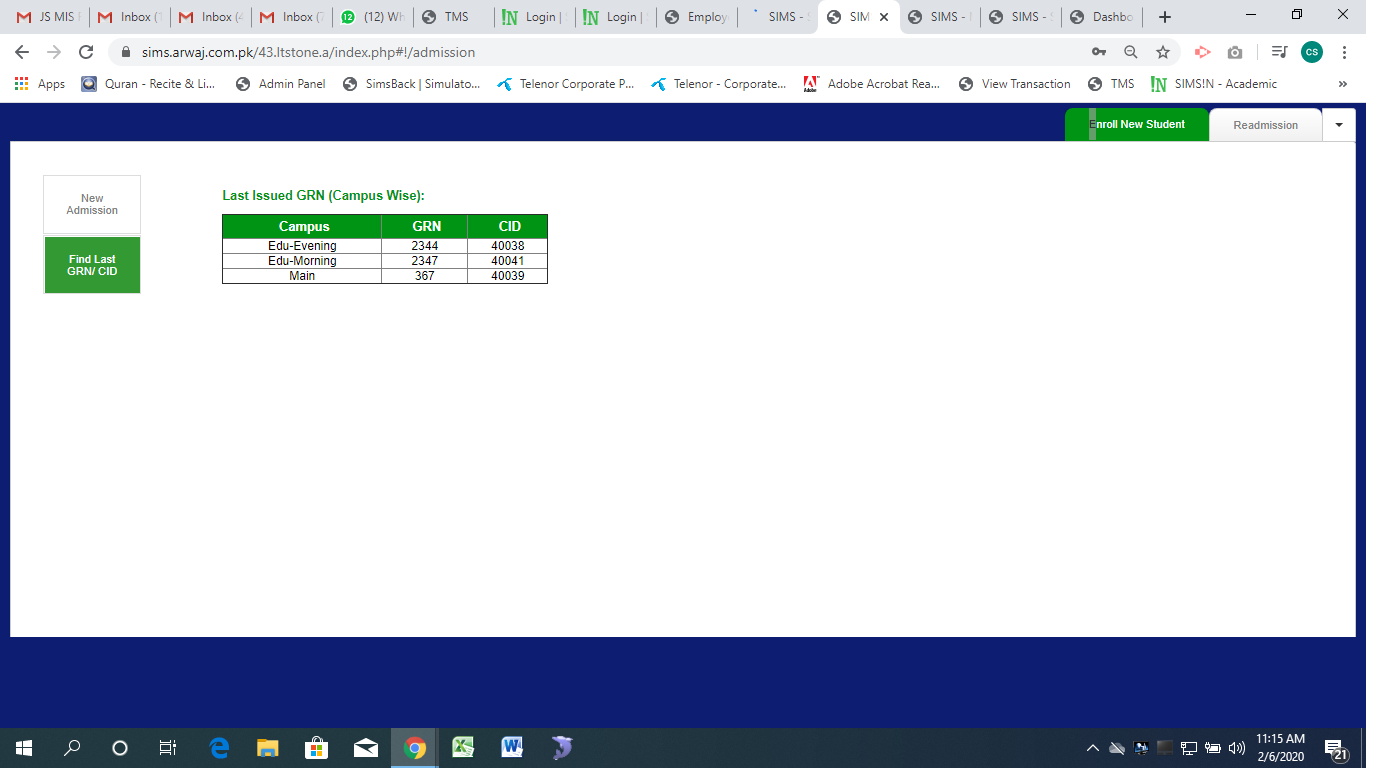 JS MIS
Inbox (
Inbox (4
Inbox (7
12
(12) Wh
TMS
!N Login |
!N Login |
Employ
SIMS -
SIM
SIMS -
SIMS -
Dashbo
sims.arwaj.com.pk/43.ltstone.a/index.php#!/admission
CS
Apps
Quran - Recite & Li...
Admin Panel
SimsBack | Simulato...
Telenor Corporate P...
Telenor - Corporate...
Adobe Acrobat Rea...
View Transaction
TMS
!N SIMS!N - Academic
»
Enroll New Student
Readmission
New
Admission
Find Last
GRN/ CID
Last Issued GRN (Campus Wise):
Campus GRN CID
Edu-Evening 2344 40038
Edu-Morning 2347 40041
Main 367 40039
11:15 AM
2/6/2020
21